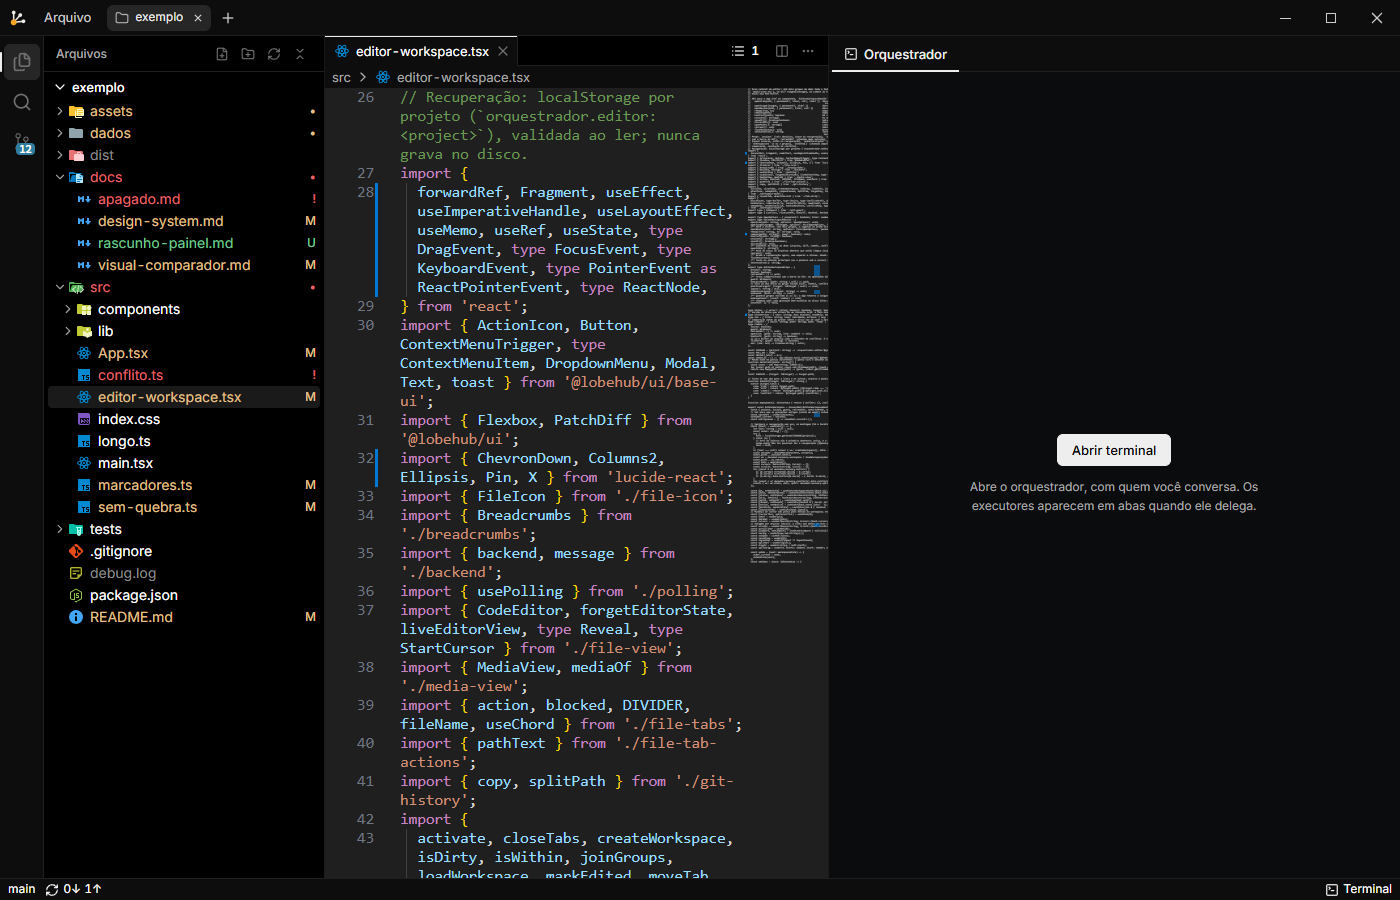 Arquivo
exemplo
Arquivos
exemplo
assets
dados
dist
docs
apagado.md !
design-system.md M
rascunho-painel.md U
visual-comparador.md M
src
components
lib
App.tsx M
conflito.ts !
editor-workspace.tsx M
index.css
longo.ts
main.tsx
marcadores.ts M
sem-quebra.ts M
tests
.gitignore
debug.log
package.json
README.md M
12
editor-workspace.tsx
1
src > editor-workspace.tsx
26 // Recuperação: localStorage por
projeto (`orquestrador.editor:
<project>`), validada ao ler; nunca
grava no disco.
27 import {
28 forwardRef, Fragment, useEffect,
useImperativeHandle, useLayoutEffect,
useMemo, useRef, useState, type
DragEvent, type FocusEvent, type
KeyboardEvent, type PointerEvent as
ReactPointerEvent, type ReactNode,
29 } from 'react';
30 import { ActionIcon, Button,
ContextMenuTrigger, type
ContextMenuItem, DropdownMenu, Modal,
Text, toast } from '@lobehub/ui/base-
ui';
31 import { Flexbox, PatchDiff } from
'@lobehub/ui';
32 import { ChevronDown, Columns2,
Ellipsis, Pin, X } from 'lucide-react';
33 import { FileIcon } from './file-icon';
34 import { Breadcrumbs } from
'./breadcrumbs';
35 import { backend, message } from
'./backend';
36 import { usePolling } from './polling';
37 import { CodeEditor, forgetEditorState,
liveEditorView, type Reveal, type
StartCursor } from './file-view';
38 import { MediaView, mediaOf } from
'./media-view';
39 import { action, blocked, DIVIDER,
fileName, useChord } from './file-tabs';
40 import { pathText } from './file-tab-
actions';
41 import { copy, splitPath } from './git-
history';
42 import {
43 activate, closeTabs, createWorkspace,
isDirty, isWithin, joinGroups,
loadWorkspace, markEdited, moveTab,
Orquestrador
Abrir terminal
Abre o orquestrador, com quem você conversa. Os
executores aparecem em abas quando ele delega.
main 0↓ 1↑
Terminal